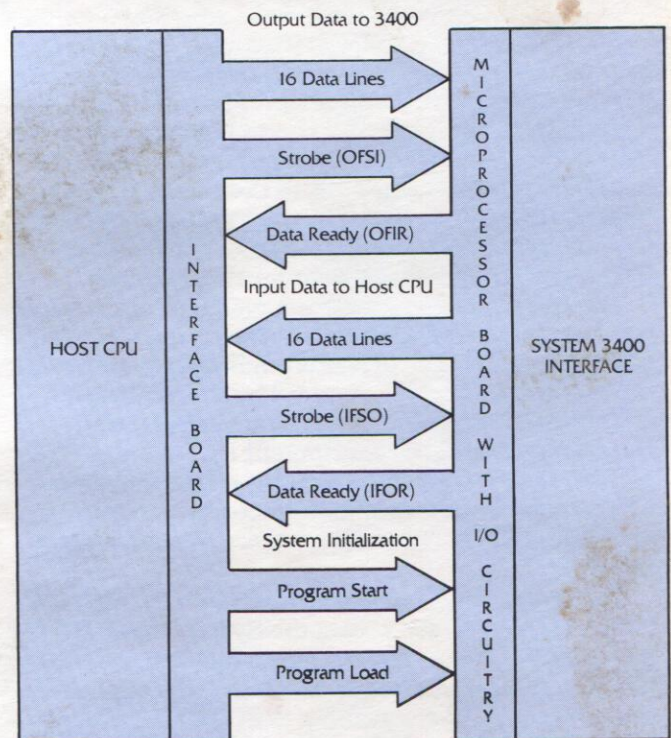 Output Data to 3400
16 Data Lines
Strobe (OFSI)
Data Ready (OFIR)
Input Data to Host CPU
16 Data Lines
Strobe (IFSO)
Data Ready (IFOR)
System Initialization
Program Start
Program Load
HOST CPU
INTERFACE BOARD
MICROPROCESSOR BOARD WITH I/O CIRCUITRY
SYSTEM 3400
INTERFACE